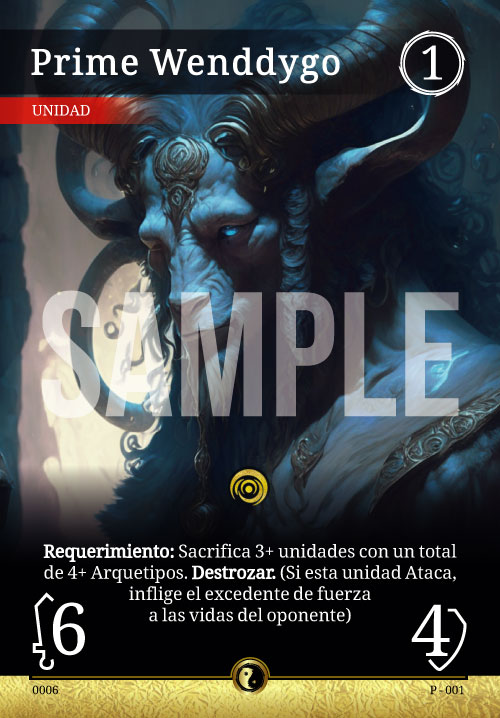 Prime Wenddygo
1
UNIDAD
SAMPLE
Requerimiento: Sacrifica 3+ unidades con un total
de 4+ Arquetipos. Destrozar. (Si esta unidad Ataca,
inflige el excedente de fuerza
a las vidas del oponente)
6
4
0006
P - 001